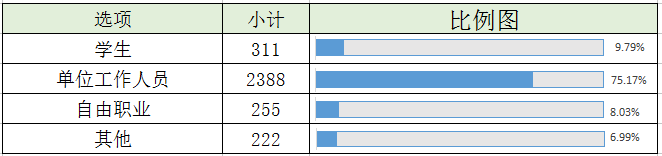 选项 小计 比例图
学生 311 9.79%
单位工作人员 2388 75.17%
自由职业 255 8.03%
其他 222 6.99%